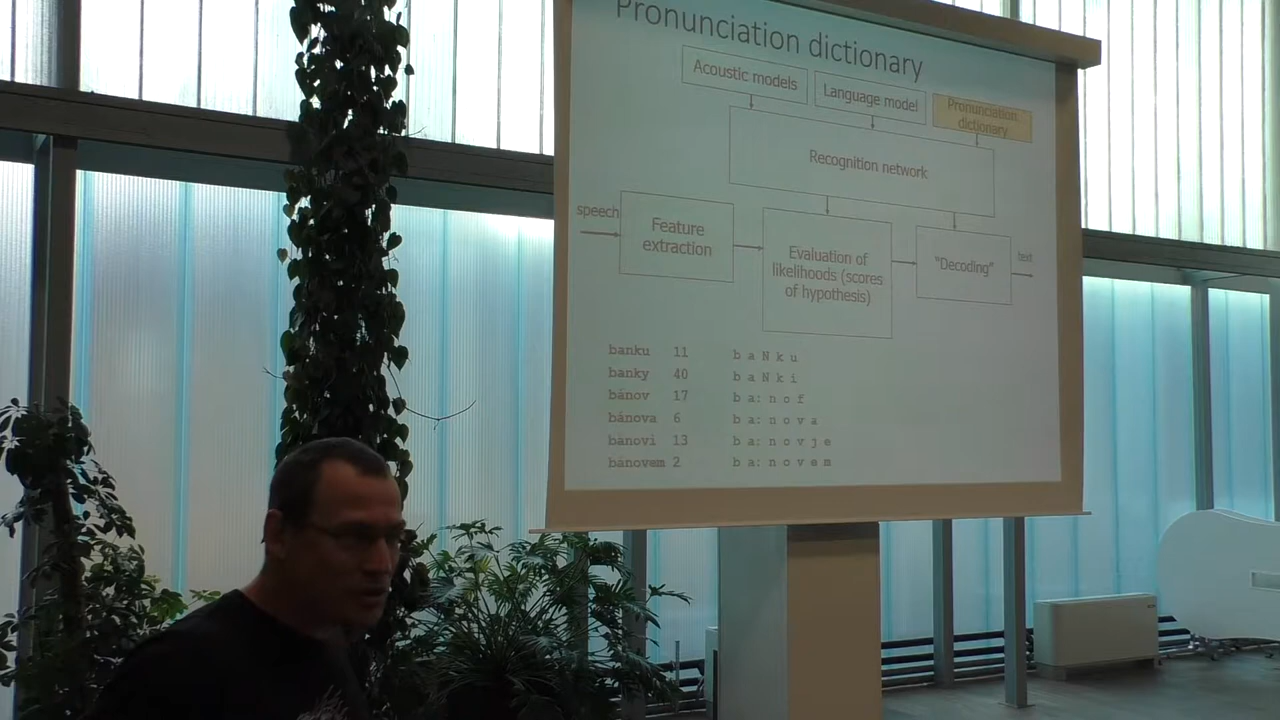 Pronunciation dictionary
Acoustic models
Language model
Pronunciation
dictionary
Recognition network
speech
Feature
extraction
Evaluation of
likelihoods (scores
of hypothesis)
"Decoding"
text
banku 11 b a N k u
banky 40 b a N k i
bánov 17 b a: n o f
bánova 6 b a: n o v a
bánoví 13 b a: n o v j e
bánovem 2 b a: n o v e m